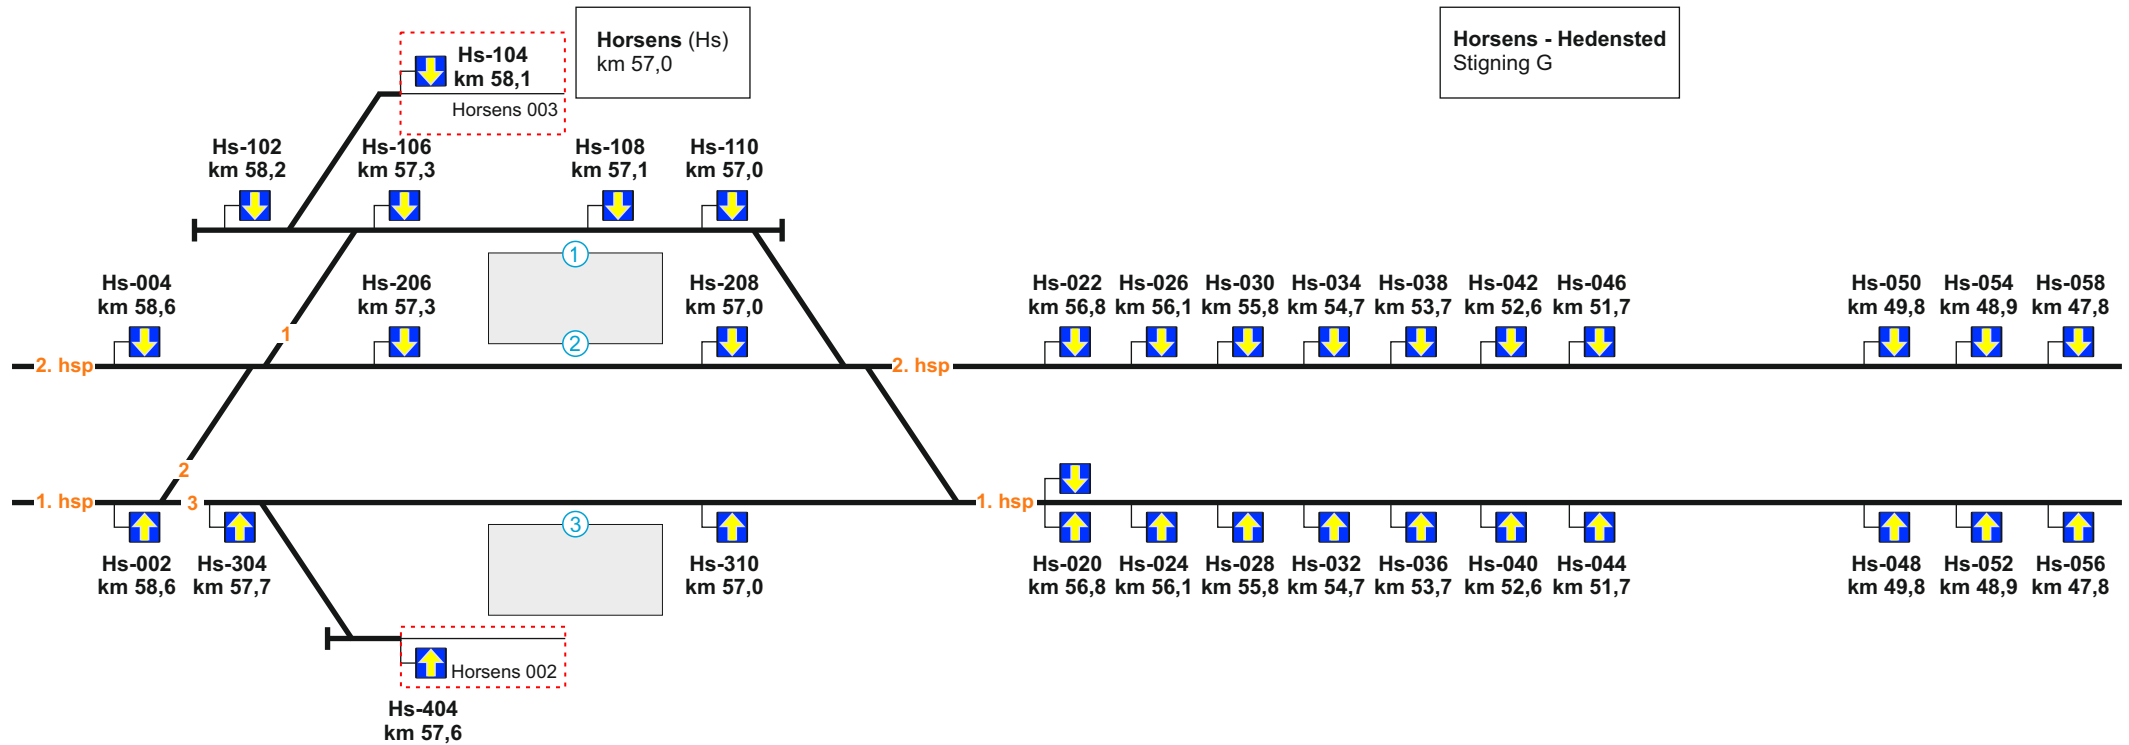 Horsens (Hs)
km 57,0
Horsens - Hedensted
Stigning G
Hs-104
km 58,1
Horsens 003
Hs-102
km 58,2
Hs-106
km 57,3
Hs-108
km 57,1
Hs-110
km 57,0
1
Hs-004
km 58,6
Hs-206
km 57,3
Hs-208
km 57,0
Hs-022
km 56,8
Hs-026
km 56,1
Hs-030
km 55,8
Hs-034
km 54,7
Hs-038
km 53,7
Hs-042
km 52,6
Hs-046
km 51,7
Hs-050
km 49,8
Hs-054
km 48,9
Hs-058
km 47,8
1
2
2. hsp
2. hsp
2
1. hsp
3
1. hsp
3
Hs-002
km 58,6
Hs-304
km 57,7
Hs-310
km 57,0
Hs-020
km 56,8
Hs-024
km 56,1
Hs-028
km 55,8
Hs-032
km 54,7
Hs-036
km 53,7
Hs-040
km 52,6
Hs-044
km 51,7
Hs-048
km 49,8
Hs-052
km 48,9
Hs-056
km 47,8
Horsens 002
Hs-404
km 57,6